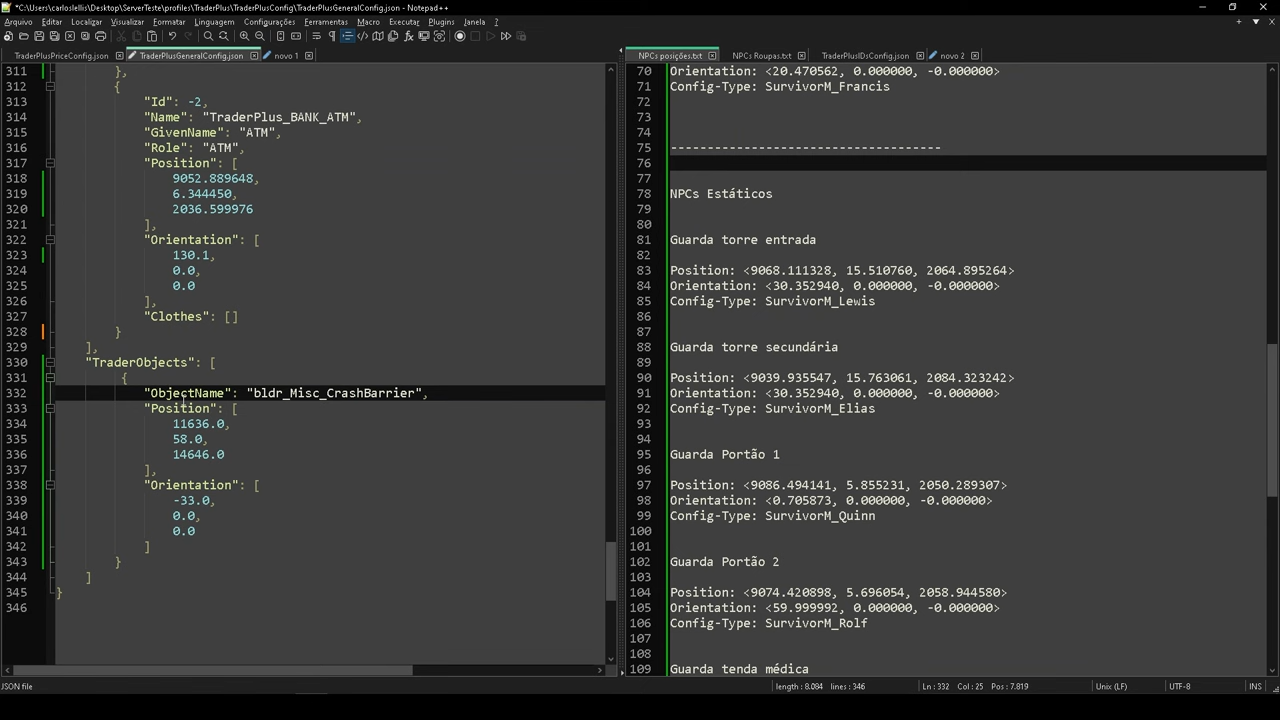 *C:\Users\carloslellis\Desktop\ServerTeste\profiles\TraderPlus\TraderPlusConfig\TraderPlusGeneralConfig.json - Notepad++
Arquivo Editar Localizar Visualizar Formatar Linguagem Configurações Ferramentas Macro Executar Plugins Janela ?
TraderPlusPriceConfig.json TraderPlusGeneralConfig.json novo 1
311 },
312 {
313 "Id": -2,
314 "Name": "TraderPlus_BANK_ATM",
315 "GivenName": "ATM",
316 "Role": "ATM",
317 "Position": [
318 9052.889648,
319 6.344450,
320 2036.599976
321 ],
322 "Orientation": [
323 130.1,
324 0.0,
325 0.0
326 ],
327 "Clothes": []
328 }
329 ],
330 "TraderObjects": [
331 {
332 "ObjectName": "bldr_Misc_CrashBarrier",
333 "Position": [
334 11636.0,
335 58.0,
336 14646.0
337 ],
338 "Orientation": [
339 -33.0,
340 0.0,
341 0.0
342 ]
343 }
344 ]
345 }
346
NPCs posições.txt NPCs Roupas.txt TraderPlusIDsConfig.json novo 2
70 Orientation: <20.470562, 0.000000, -0.000000>
71 Config-Type: SurvivorM_Francis
72
73
74
75 ------------------------------------
76
77
78 NPCs Estáticos
79
80
81 Guarda torre entrada
82
83 Position: <9068.111328, 15.510760, 2064.895264>
84 Orientation: <30.352940, 0.000000, -0.000000>
85 Config-Type: SurvivorM_Lewis
86
87
88 Guarda torre secundária
89
90 Position: <9039.935547, 15.763061, 2084.323242>
91 Orientation: <30.352940, 0.000000, -0.000000>
92 Config-Type: SurvivorM_Elias
93
94
95 Guarda Portão 1
96
97 Position: <9086.494141, 5.855231, 2050.289307>
98 Orientation: <0.705873, 0.000000, -0.000000>
99 Config-Type: SurvivorM_Quinn
100
101
102 Guarda Portão 2
103
104 Position: <9074.420898, 5.696054, 2058.944580>
105 Orientation: <59.999992, 0.000000, -0.000000>
106 Config-Type: SurvivorM_Rolf
107
108
109 Guarda tenda médica
JSON file length : 8.084 lines : 346 Ln : 332 Col : 25 Pos : 7.819 Unix (LF) UTF-8 INS